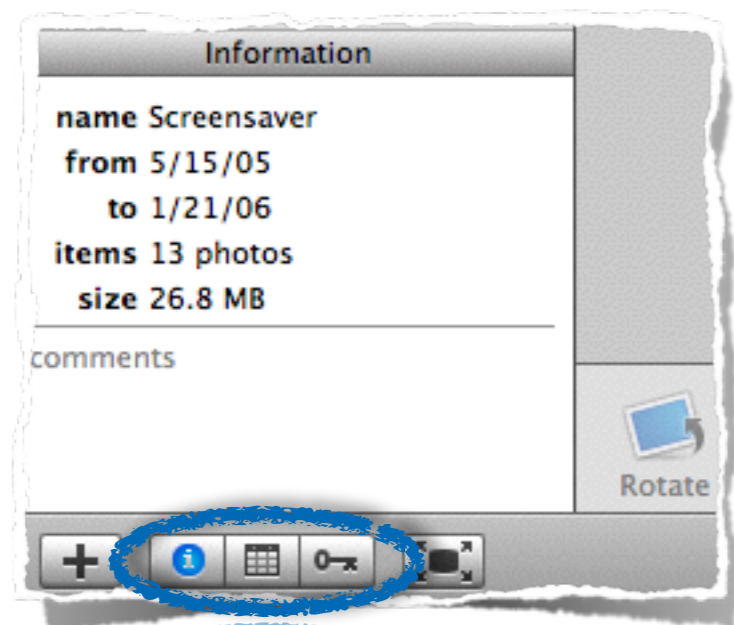 Information
name Screensaver
from 5/15/05
to 1/21/06
items 13 photos
size 26.8 MB
comments
Rotate